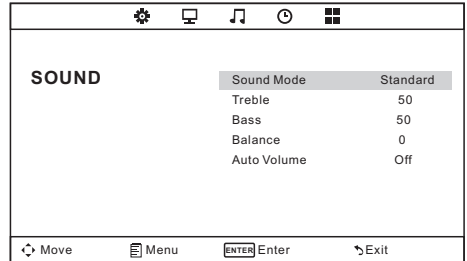 SOUND
Sound Mode Standard
Treble 50
Bass 50
Balance 0
Auto Volume Off
Move Menu ENTER Enter Exit